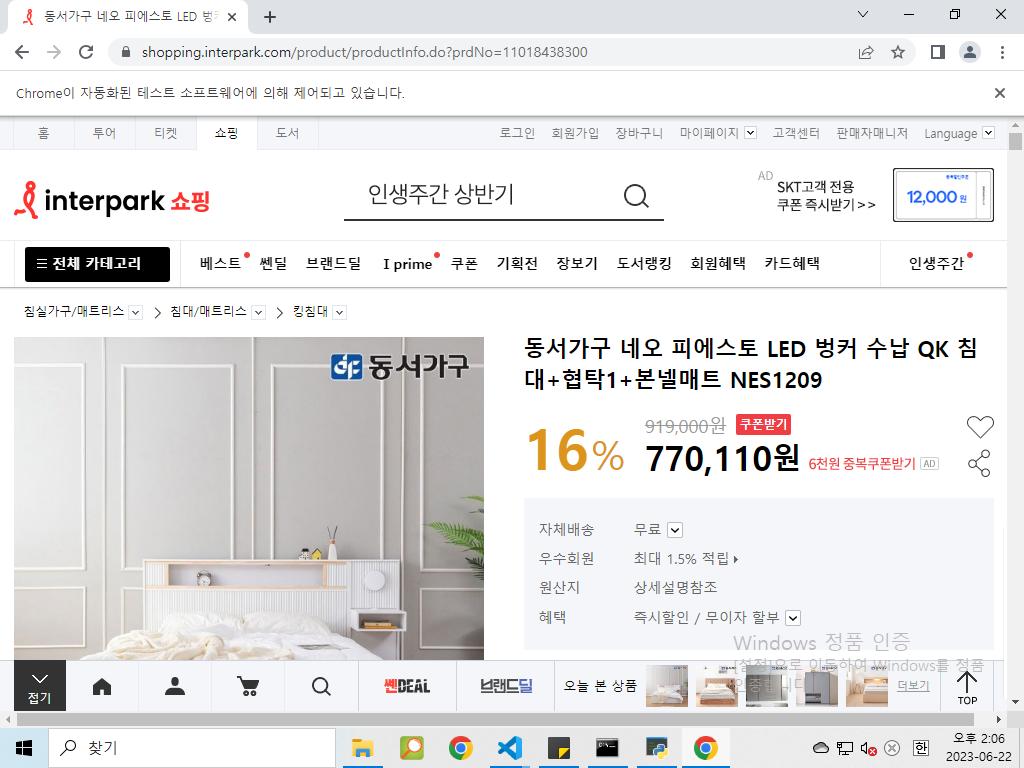 동서가구 네오 피에스토 LED 벙커
shopping.interpark.com/product/productInfo.do?prdNo=11018438300
Chrome이 자동화된 테스트 소프트웨어에 의해 제어되고 있습니다.
홈 투어 티켓 쇼핑 도서 로그인 회원가입 장바구니 마이페이지 고객센터 판매자매니저 Language
interpark 쇼핑
인생주간 상반기
AD SKT고객 전용
쿠폰 즉시받기 >>
12,000 원
전체 카테고리 베스트 쎈딜 브랜드딜 I prime 쿠폰 기획전 장보기 도서랭킹 회원혜택 카드혜택 인생주간
침실가구/매트리스 침대/매트리스 킹침대
동서가구
동서가구 네오 피에스토 LED 벙커 수납 QK 침
대+협탁1+본넬매트 NES1209
16%
919,000원 쿠폰받기
770,110원 6천원 중복쿠폰받기 AD
자체배송 무료
우수회원 최대 1.5% 적립
원산지 상세설명참조
혜택 즉시할인 / 무이자 할부
Windows 정품 인증
[설정]으로 이동하여 Windows를 정품
인증합니다.
접기
쎈DEAL
브랜드딜
오늘 본 상품
더보기
TOP
찾기
한
오후 2:06
2023-06-22